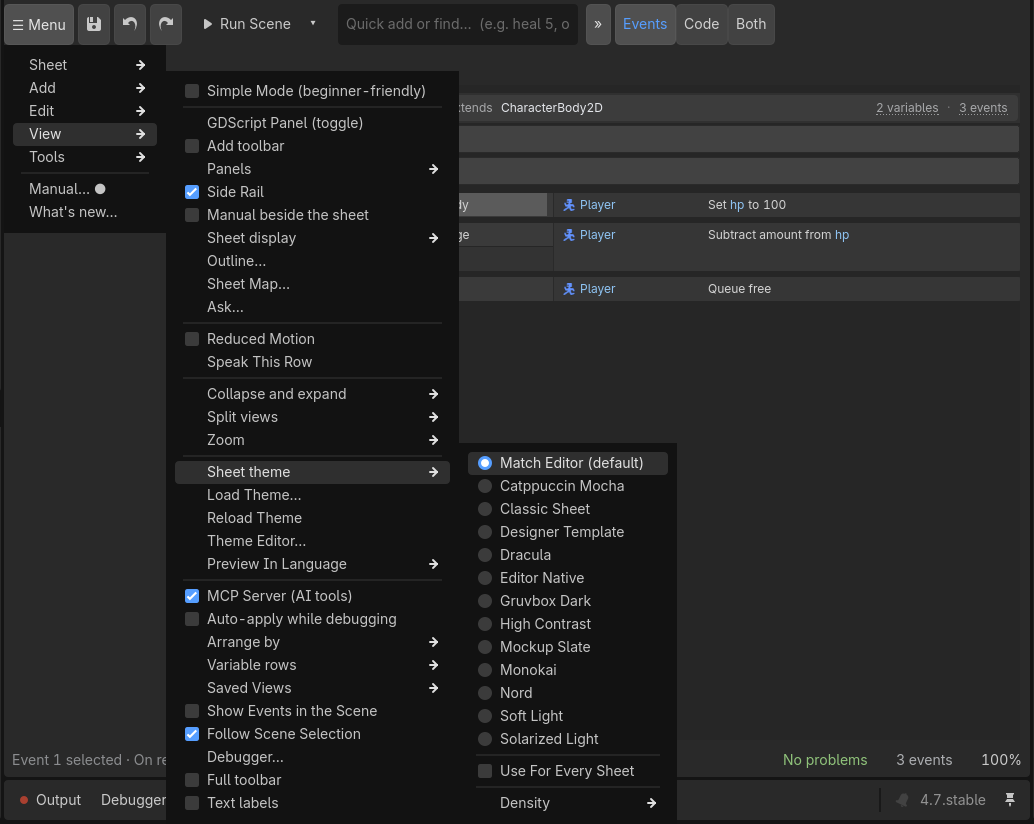 Menu
Run Scene
Quick add or find... (e.g. heal 5, o
»
Events
Code
Both
Sheet
Add
Edit
View
Tools
Manual...
What's new...
Simple Mode (beginner-friendly)
GDScript Panel (toggle)
Add toolbar
Panels
Side Rail
Manual beside the sheet
Sheet display
Outline...
Sheet Map...
Ask...
Reduced Motion
Speak This Row
Collapse and expand
Split views
Zoom
Sheet theme
Load Theme...
Reload Theme
Theme Editor...
Preview In Language
MCP Server (AI tools)
Auto-apply while debugging
Arrange by
Variable rows
Saved Views
Show Events in the Scene
Follow Scene Selection
Debugger...
Full toolbar
Text labels
Match Editor (default)
Catppuccin Mocha
Classic Sheet
Designer Template
Dracula
Editor Native
Gruvbox Dark
High Contrast
Mockup Slate
Monokai
Nord
Soft Light
Solarized Light
Use For Every Sheet
Density
tends CharacterBody2D
2 variables · 3 events
dy
Player
Set hp to 100
ge
Player
Subtract amount from hp
Player
Queue free
Event 1 selected · On re
No problems
3 events
100%
Output
Debugger
4.7.stable